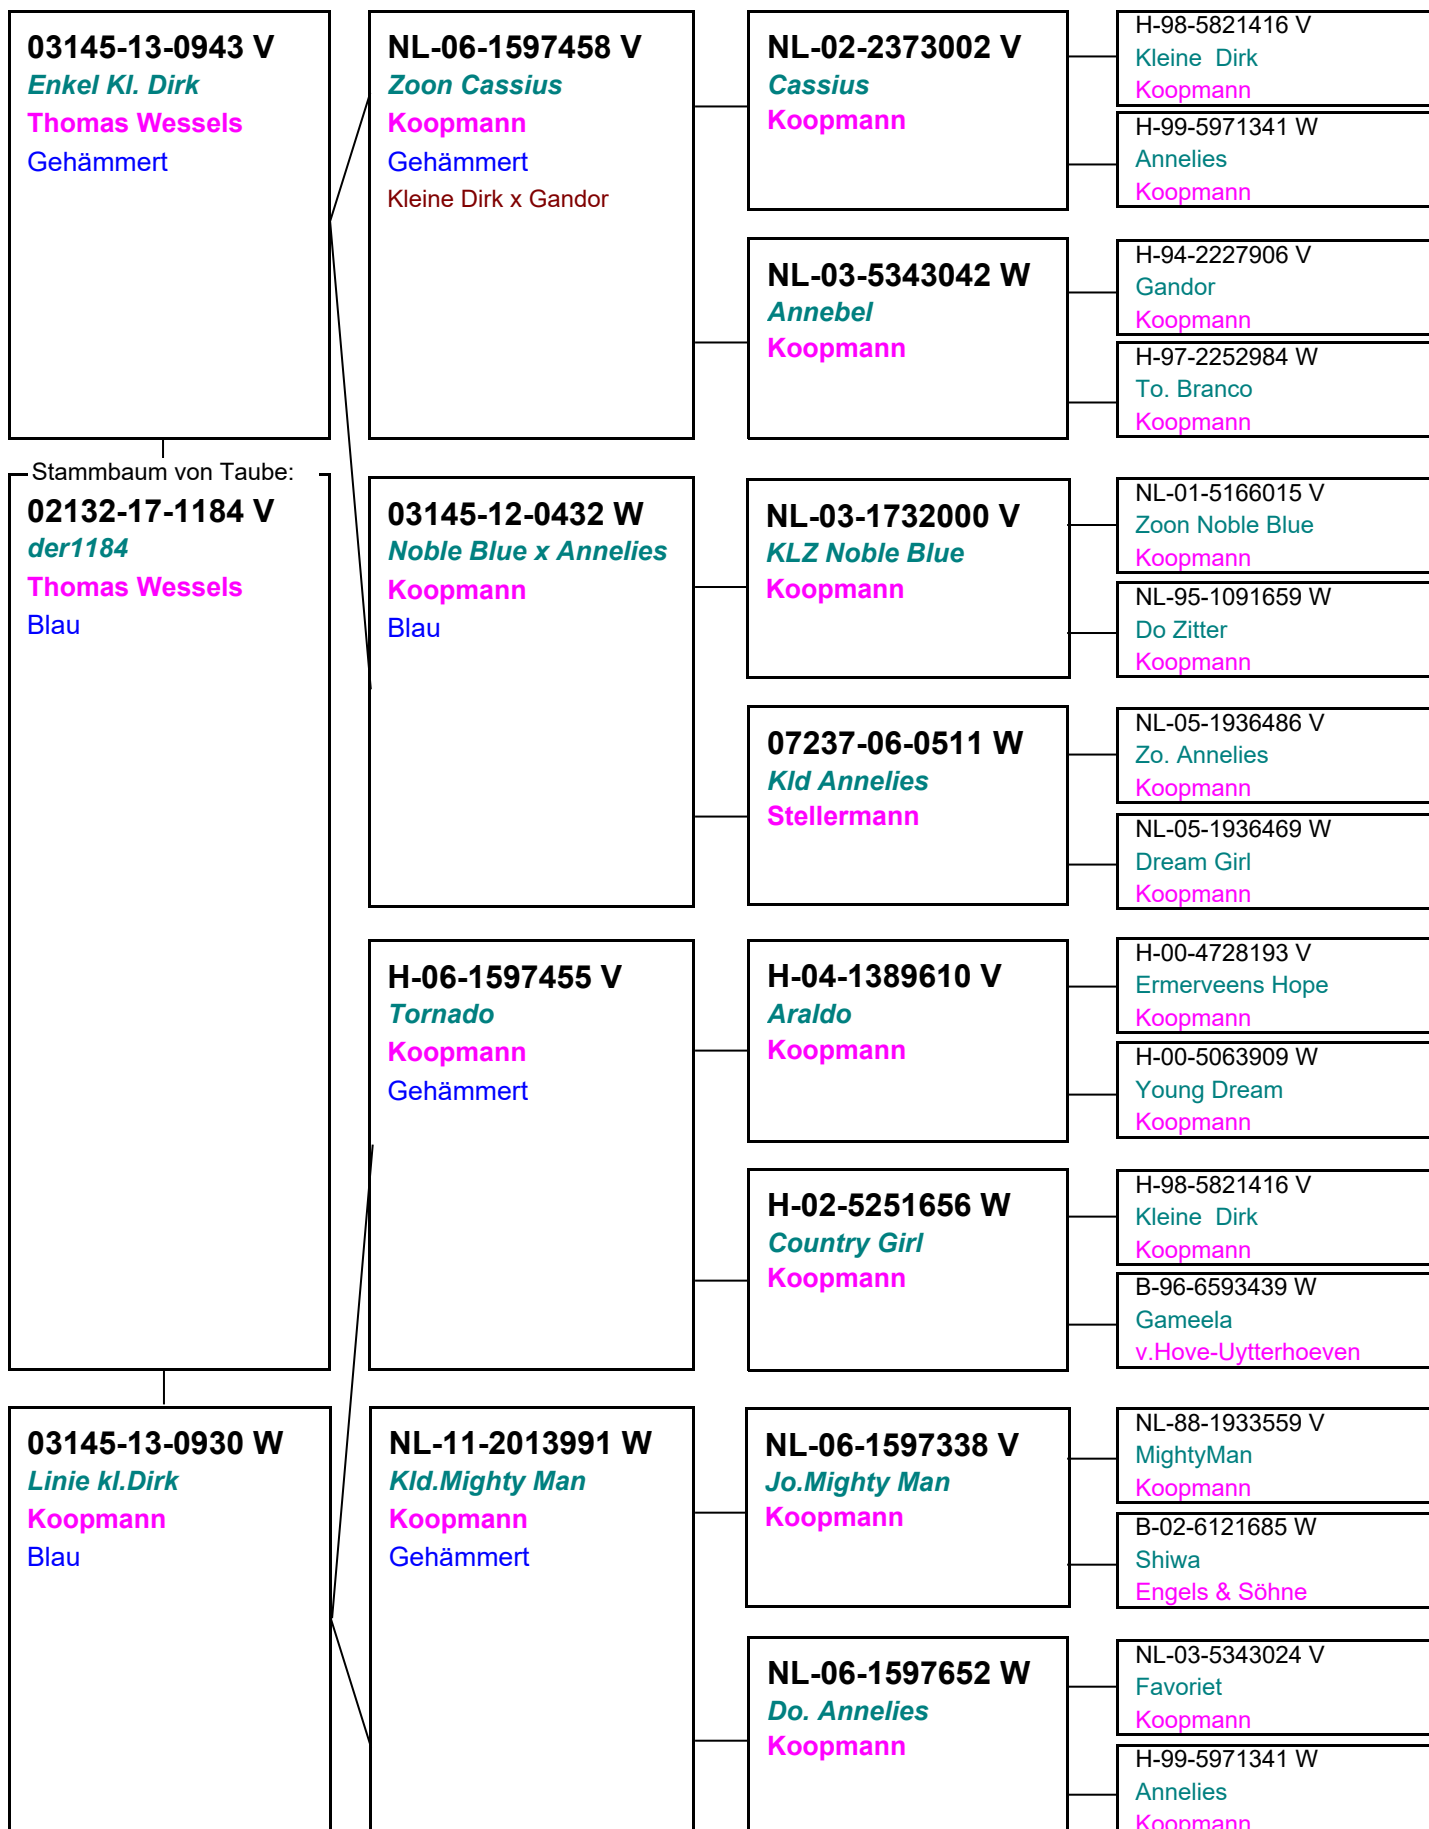 03145-13-0943 V
Enkel Kl. Dirk
Thomas Wessels
Gehämmert
Stammbaum von Taube:
02132-17-1184 V
der1184
Thomas Wessels
Blau
03145-13-0930 W
Linie kl.Dirk
Koopmann
Blau
NL-06-1597458 V
Zoon Cassius
Koopmann
Gehämmert
Kleine Dirk x Gandor
03145-12-0432 W
Noble Blue x Annelies
Koopmann
Blau
H-06-1597455 V
Tornado
Koopmann
Gehämmert
NL-11-2013991 W
Kld.Mighty Man
Koopmann
Gehämmert
NL-02-2373002 V
Cassius
Koopmann
NL-03-5343042 W
Annebel
Koopmann
NL-03-1732000 V
KLZ Noble Blue
Koopmann
07237-06-0511 W
Kld Annelies
Stellermann
H-04-1389610 V
Araldo
Koopmann
H-02-5251656 W
Country Girl
Koopmann
NL-06-1597338 V
Jo.Mighty Man
Koopmann
NL-06-1597652 W
Do. Annelies
Koopmann
H-98-5821416 V
Kleine  Dirk
Koopmann
H-99-5971341 W
Annelies
Koopmann
H-94-2227906 V
Gandor
Koopmann
H-97-2252984 W
To. Branco
Koopmann
NL-01-5166015 V
Zoon Noble Blue
Koopmann
NL-95-1091659 W
Do Zitter
Koopmann
NL-05-1936486 V
Zo. Annelies
Koopmann
NL-05-1936469 W
Dream Girl
Koopmann
H-00-4728193 V
Ermerveens Hope
Koopmann
H-00-5063909 W
Young Dream
Koopmann
H-98-5821416 V
Kleine  Dirk
Koopmann
B-96-6593439 W
Gameela
v.Hove-Uytterhoeven
NL-88-1933559 V
MightyMan
Koopmann
B-02-6121685 W
Shiwa
Engels & Söhne
NL-03-5343024 V
Favoriet
Koopmann
H-99-5971341 W
Annelies
Koopmann